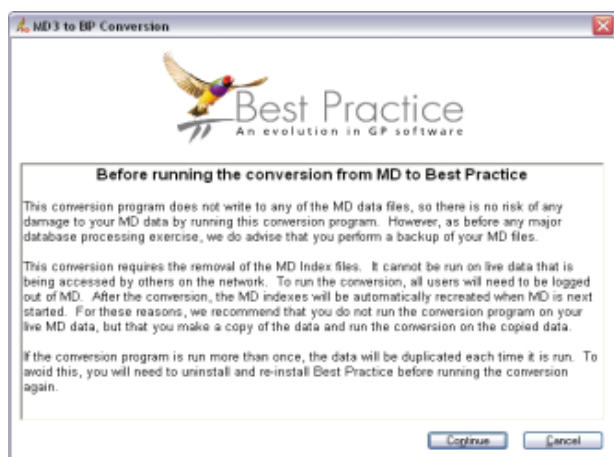 MD3 to BP Conversion
Best Practice
An evolution in GP software
Before running the conversion from MD to Best Practice
This conversion program does not write to any of the MD data files, so there is no risk of any
damage to your MD data by running this conversion program. However, as before any major
database processing exercise, we do advise that you perform a backup of your MD files.
This conversion requires the removal of the MD Index files. It cannot be run on live data that is
being accessed by others on the network. To run the conversion, all users will need to be logged
out of MD. After the conversion, the MD indexes will be automatically recreated when MD is next
started. For these reasons, we recommend that you do not run the conversion program on your
live MD data, but that you make a copy of the data and run the conversion on the copied data.
If the conversion program is run more than once, the data will be duplicated each time it is run. To
avoid this, you will need to uninstall and re-install Best Practice before running the conversion
again.
Continue Cancel